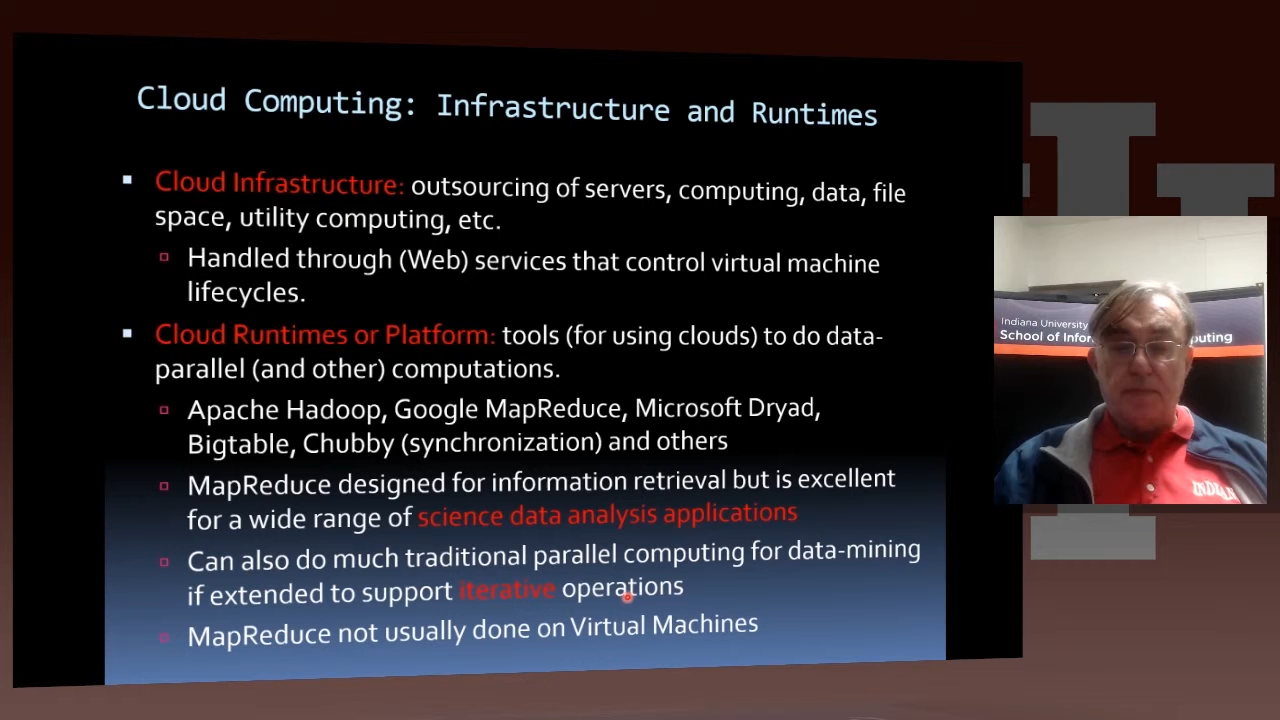 Cloud Computing: Infrastructure and Runtimes
Cloud Infrastructure: outsourcing of servers, computing, data, file
space, utility computing, etc.
Handled through (Web) services that control virtual machine
lifecycles.
Cloud Runtimes or Platform: tools (for using clouds) to do data-
parallel (and other) computations.
Apache Hadoop, Google MapReduce, Microsoft Dryad,
Bigtable, Chubby (synchronization) and others
MapReduce designed for information retrieval but is excellent
for a wide range of science data analysis applications
Can also do much traditional parallel computing for data-mining
if extended to support iterative operations
MapReduce not usually done on Virtual Machines
Indiana University
School of